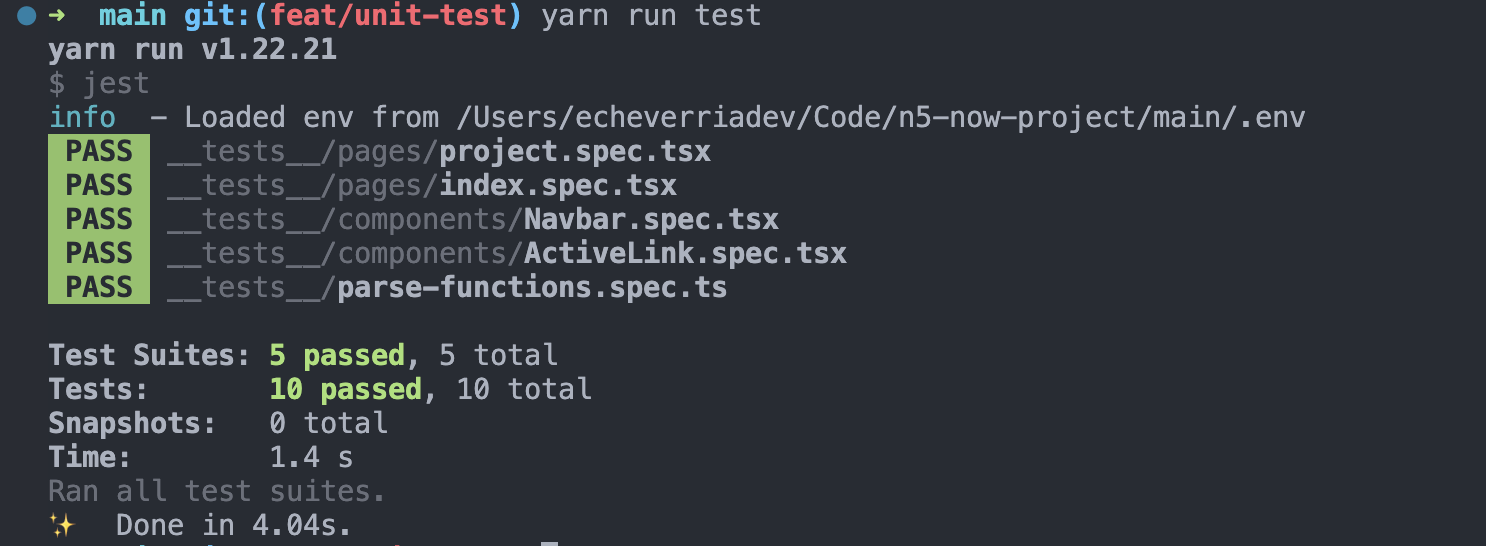 ➜ main git:(feat/unit-test) yarn run test
yarn run v1.22.21
$ jest
info  - Loaded env from /Users/echeverriadev/Code/n5-now-project/main/.env
PASS __tests__/pages/project.spec.tsx
PASS __tests__/pages/index.spec.tsx
PASS __tests__/components/Navbar.spec.tsx
PASS __tests__/components/ActiveLink.spec.tsx
PASS __tests__/parse-functions.spec.ts
Test Suites: 5 passed, 5 total
Tests:       10 passed, 10 total
Snapshots:   0 total
Time:        1.4 s
Ran all test suites.
✨  Done in 4.04s.